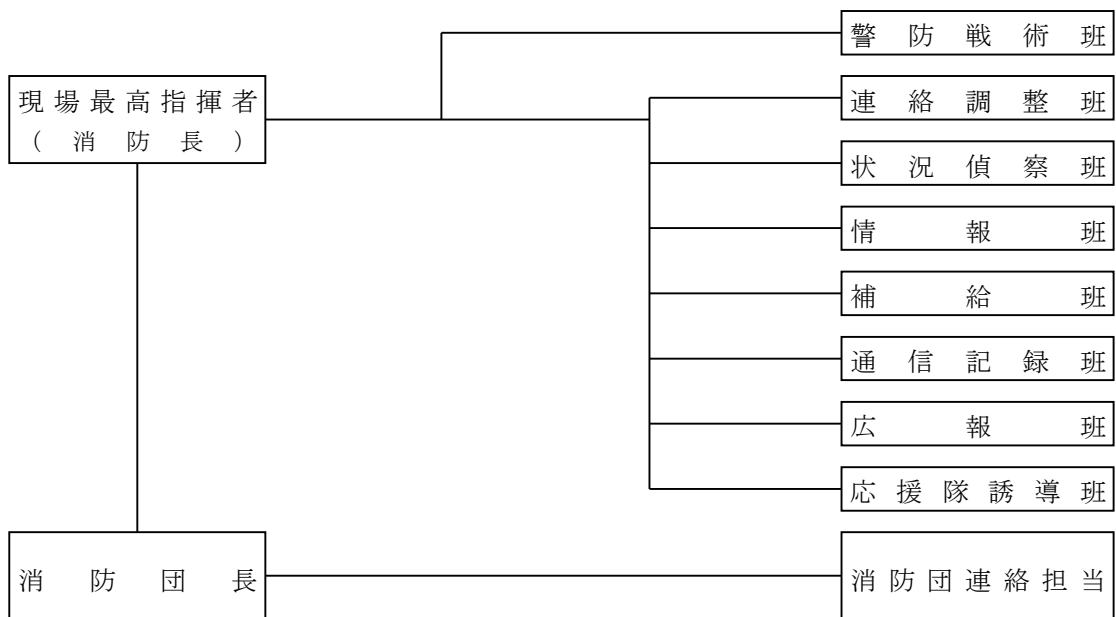 警防戦術班
現場最高指揮者
(消防長)
連絡調整班
状況偵察班
情報班
補給班
通信記録班
広報班
応援隊誘導班
消防団長
消防団連絡担当